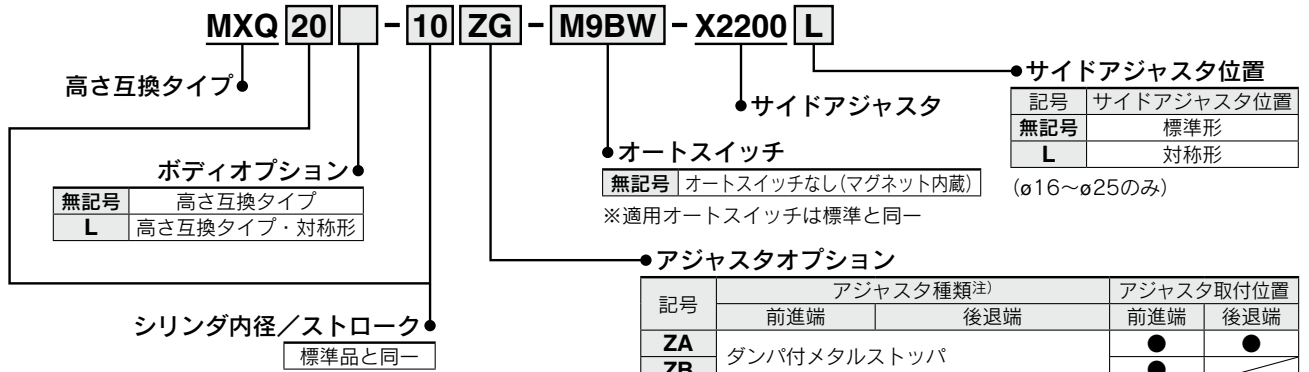 MXQ 20 - 10 ZG - M9BW - X2200 L
高さ互換タイプ
サイドアジャスタ
サイドアジャスタ位置
記号 サイドアジャスタ位置
無記号 標準形
L 対称形
(ø16～ø25のみ)
ボディオプション
無記号 高さ互換タイプ
L 高さ互換タイプ・対称形
オートスイッチ
無記号 オートスイッチなし(マグネット内蔵)
※適用オートスイッチは標準と同一
シリンダ内径／ストローク
標準品と同一
アジャスタオプション
記号 アジャスタ種類注) アジャスタ取付位置
前進端 後退端 前進端 後退端
ZA ダンパ付メタルストッパ ● ●
ZB ●